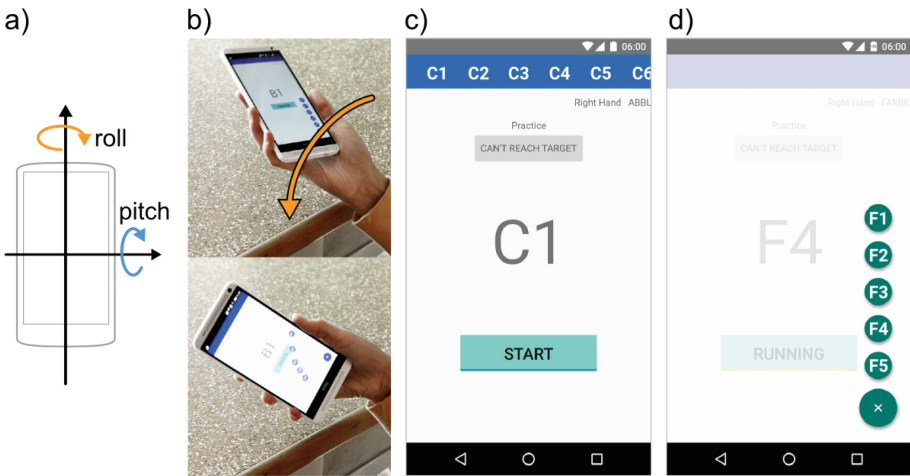 a)
roll
pitch
b)
B1
B1
c)
06:00
C1 C2 C3 C4 C5 C6
Right Hand ABBL
Practice
CAN'T REACH TARGET
C1
START
d)
06:00
Right Hand FAMBL
Practice
CAN'T REACH TARGET
F4
RUNNING
F1
F2
F3
F4
F5
×